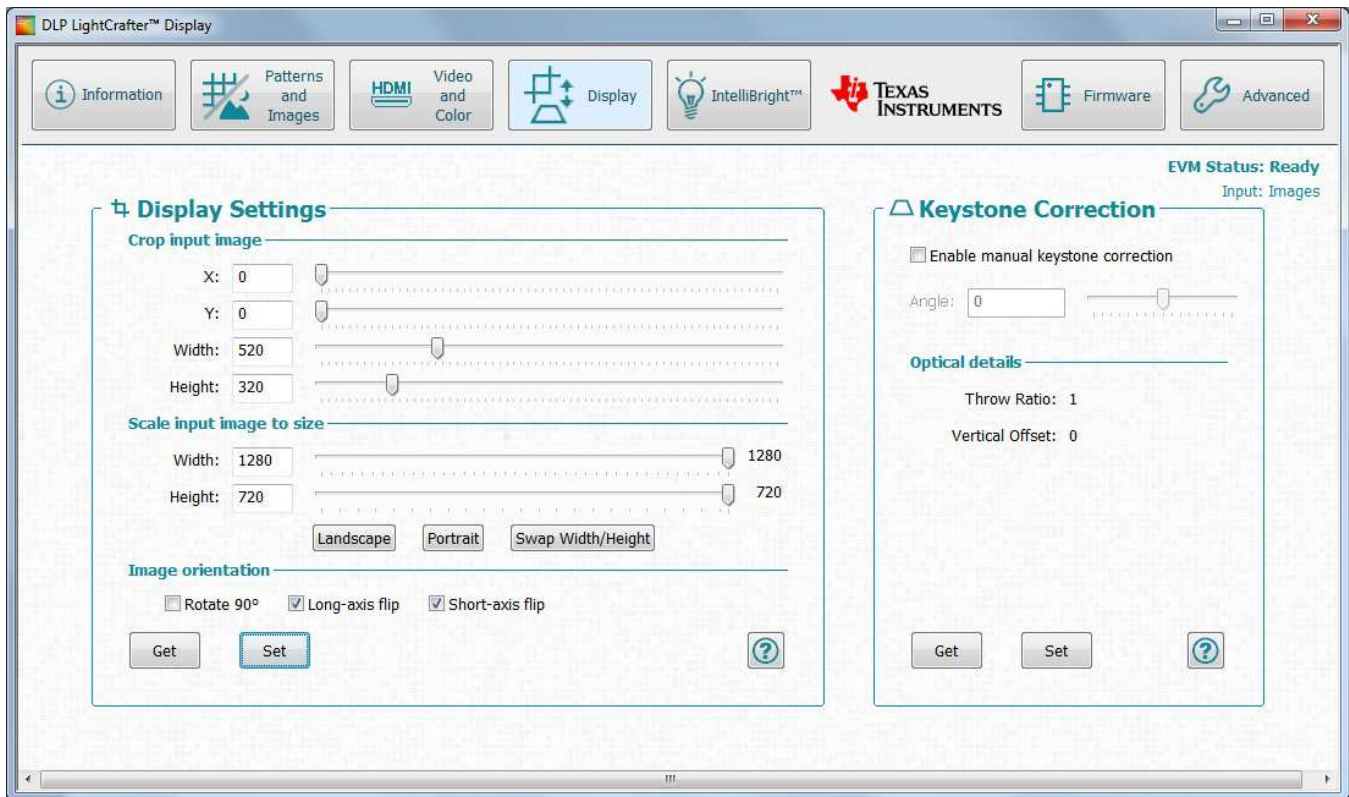 DLP LightCrafter™ Display
Information
Patterns
and
Images
HDMI
Video
and
Color
Display
IntelliBright™
TEXAS
INSTRUMENTS
Firmware
Advanced
EVM Status: Ready
Input: Images
Display Settings
Crop input image
X: 0
Y: 0
Width: 520
Height: 320
Scale input image to size
Width: 1280 1280
Height: 720 720
Landscape Portrait Swap Width/Height
Image orientation
Rotate 90° Long-axis flip Short-axis flip
Get Set ?
Keystone Correction
Enable manual keystone correction
Angle: 0
Optical details
Throw Ratio: 1
Vertical Offset: 0
Get Set ?